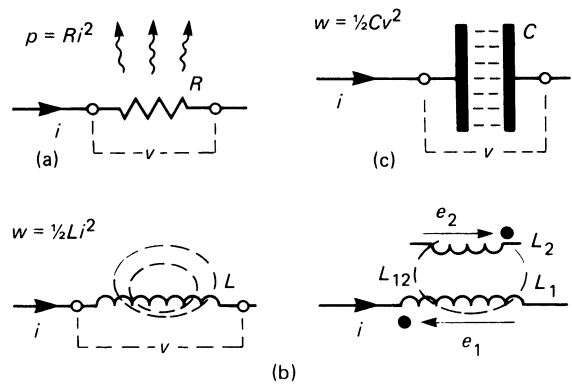 p = Ri²
R
i
v
(a)
w = ½Cv²
C
i
v
(c)
w = ½Li²
L
i
v
e₂
L₂
L₁₂
L₁
i
e₁
(b)